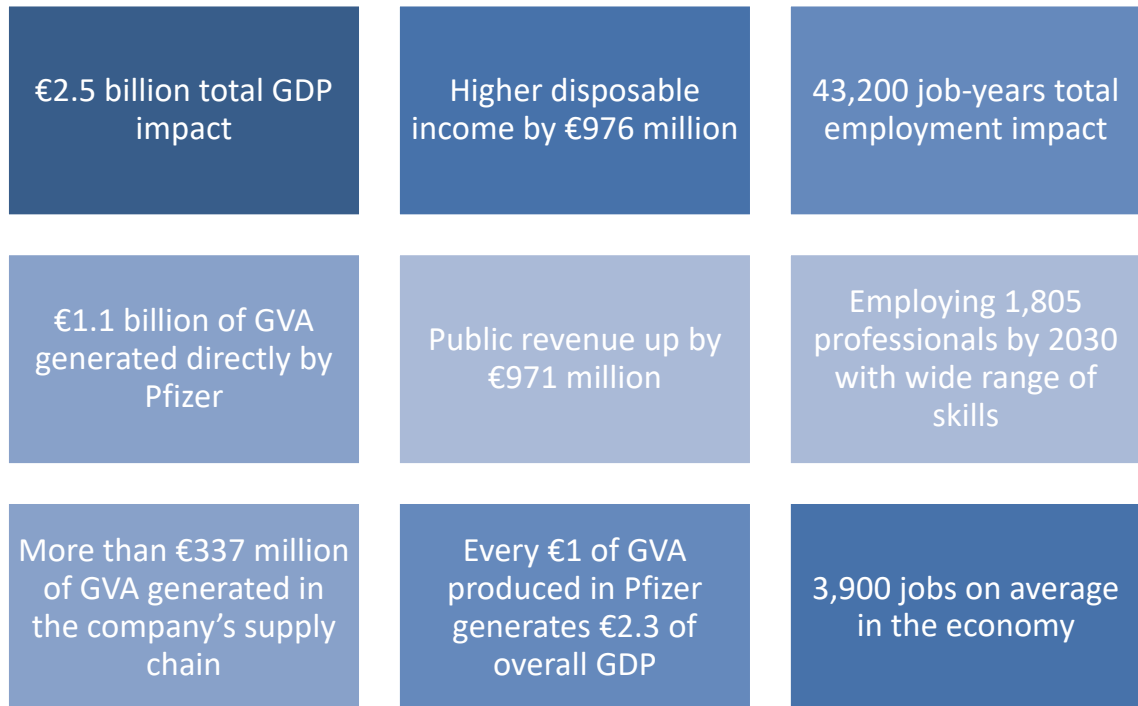 €2.5 billion total GDP
impact
Higher disposable
income by €976 million
43,200 job-years total
employment impact
€1.1 billion of GVA
generated directly by
Pfizer
Public revenue up by
€971 million
Employing 1,805
professionals by 2030
with wide range of
skills
More than €337 million
of GVA generated in
the company’s supply
chain
Every €1 of GVA
produced in Pfizer
generates €2.3 of
overall GDP
3,900 jobs on average
in the economy